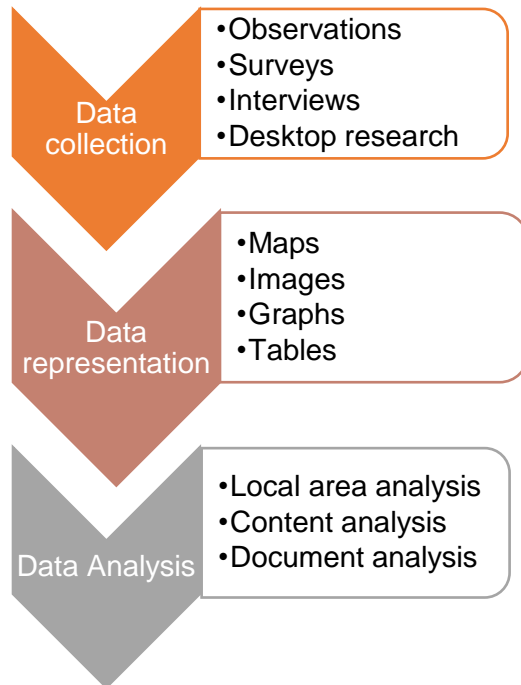 Data
collection
•Observations
•Surveys
•Interviews
•Desktop research
Data
representation
•Maps
•Images
•Graphs
•Tables
Data Analysis
•Local area analysis
•Content analysis
•Document analysis